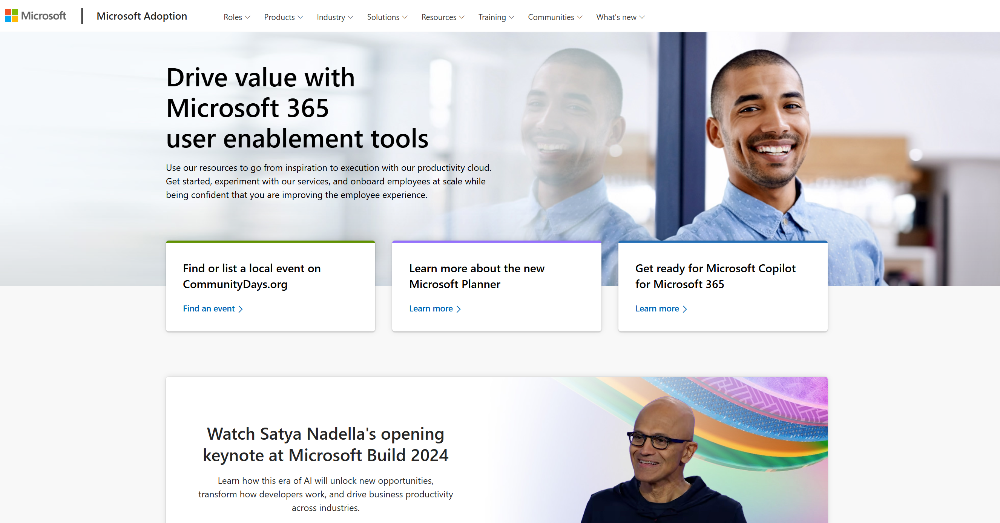 Microsoft
Microsoft Adoption
Roles
Products
Industry
Solutions
Resources
Training
Communities
What's new
Drive value with
Microsoft 365
user enablement tools
Use our resources to go from inspiration to execution with our productivity cloud.
Get started, experiment with our services, and onboard employees at scale while
being confident that you are improving the employee experience.
Find or list a local event on
CommunityDays.org
Find an event
Learn more about the new
Microsoft Planner
Learn more
Get ready for Microsoft Copilot
for Microsoft 365
Learn more
Watch Satya Nadella's opening
keynote at Microsoft Build 2024
Learn how this era of AI will unlock new opportunities,
transform how developers work, and drive business productivity
across industries.